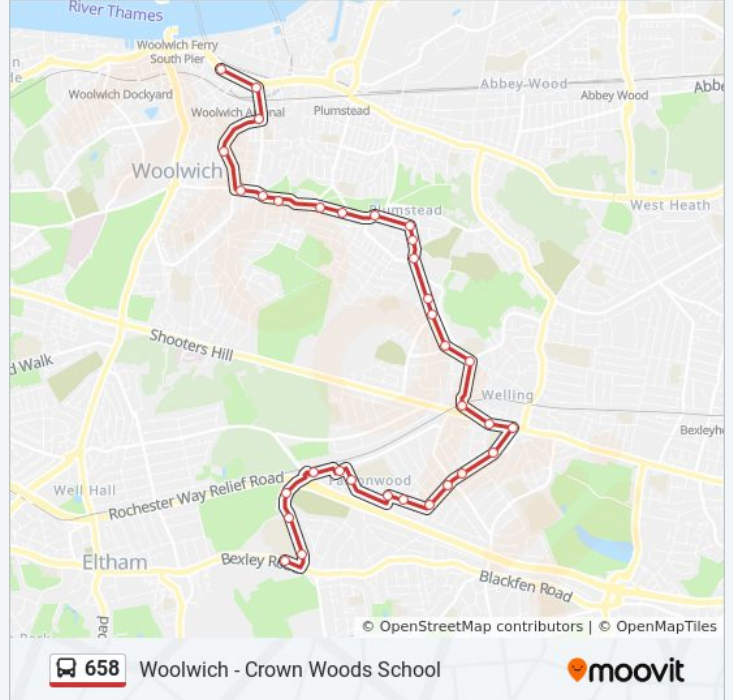 River Thames
Woolwich Ferry
South Pier
Abbey Wood
Woolwich Dockyard
Abbey Wood
Abbe
Woolwich Arsenal
Plumstead
Woolwich
West Heath
Plumstead
Shooters Hill
d Walk
Welling
Bexleyhe
Well Hall
Rochester Way Relief Road
Falconwood
Eltham
Bexley Ro
Blackfen Road
© OpenStreetMap contributors | © OpenMapTiles
658
Woolwich - Crown Woods School
moovit